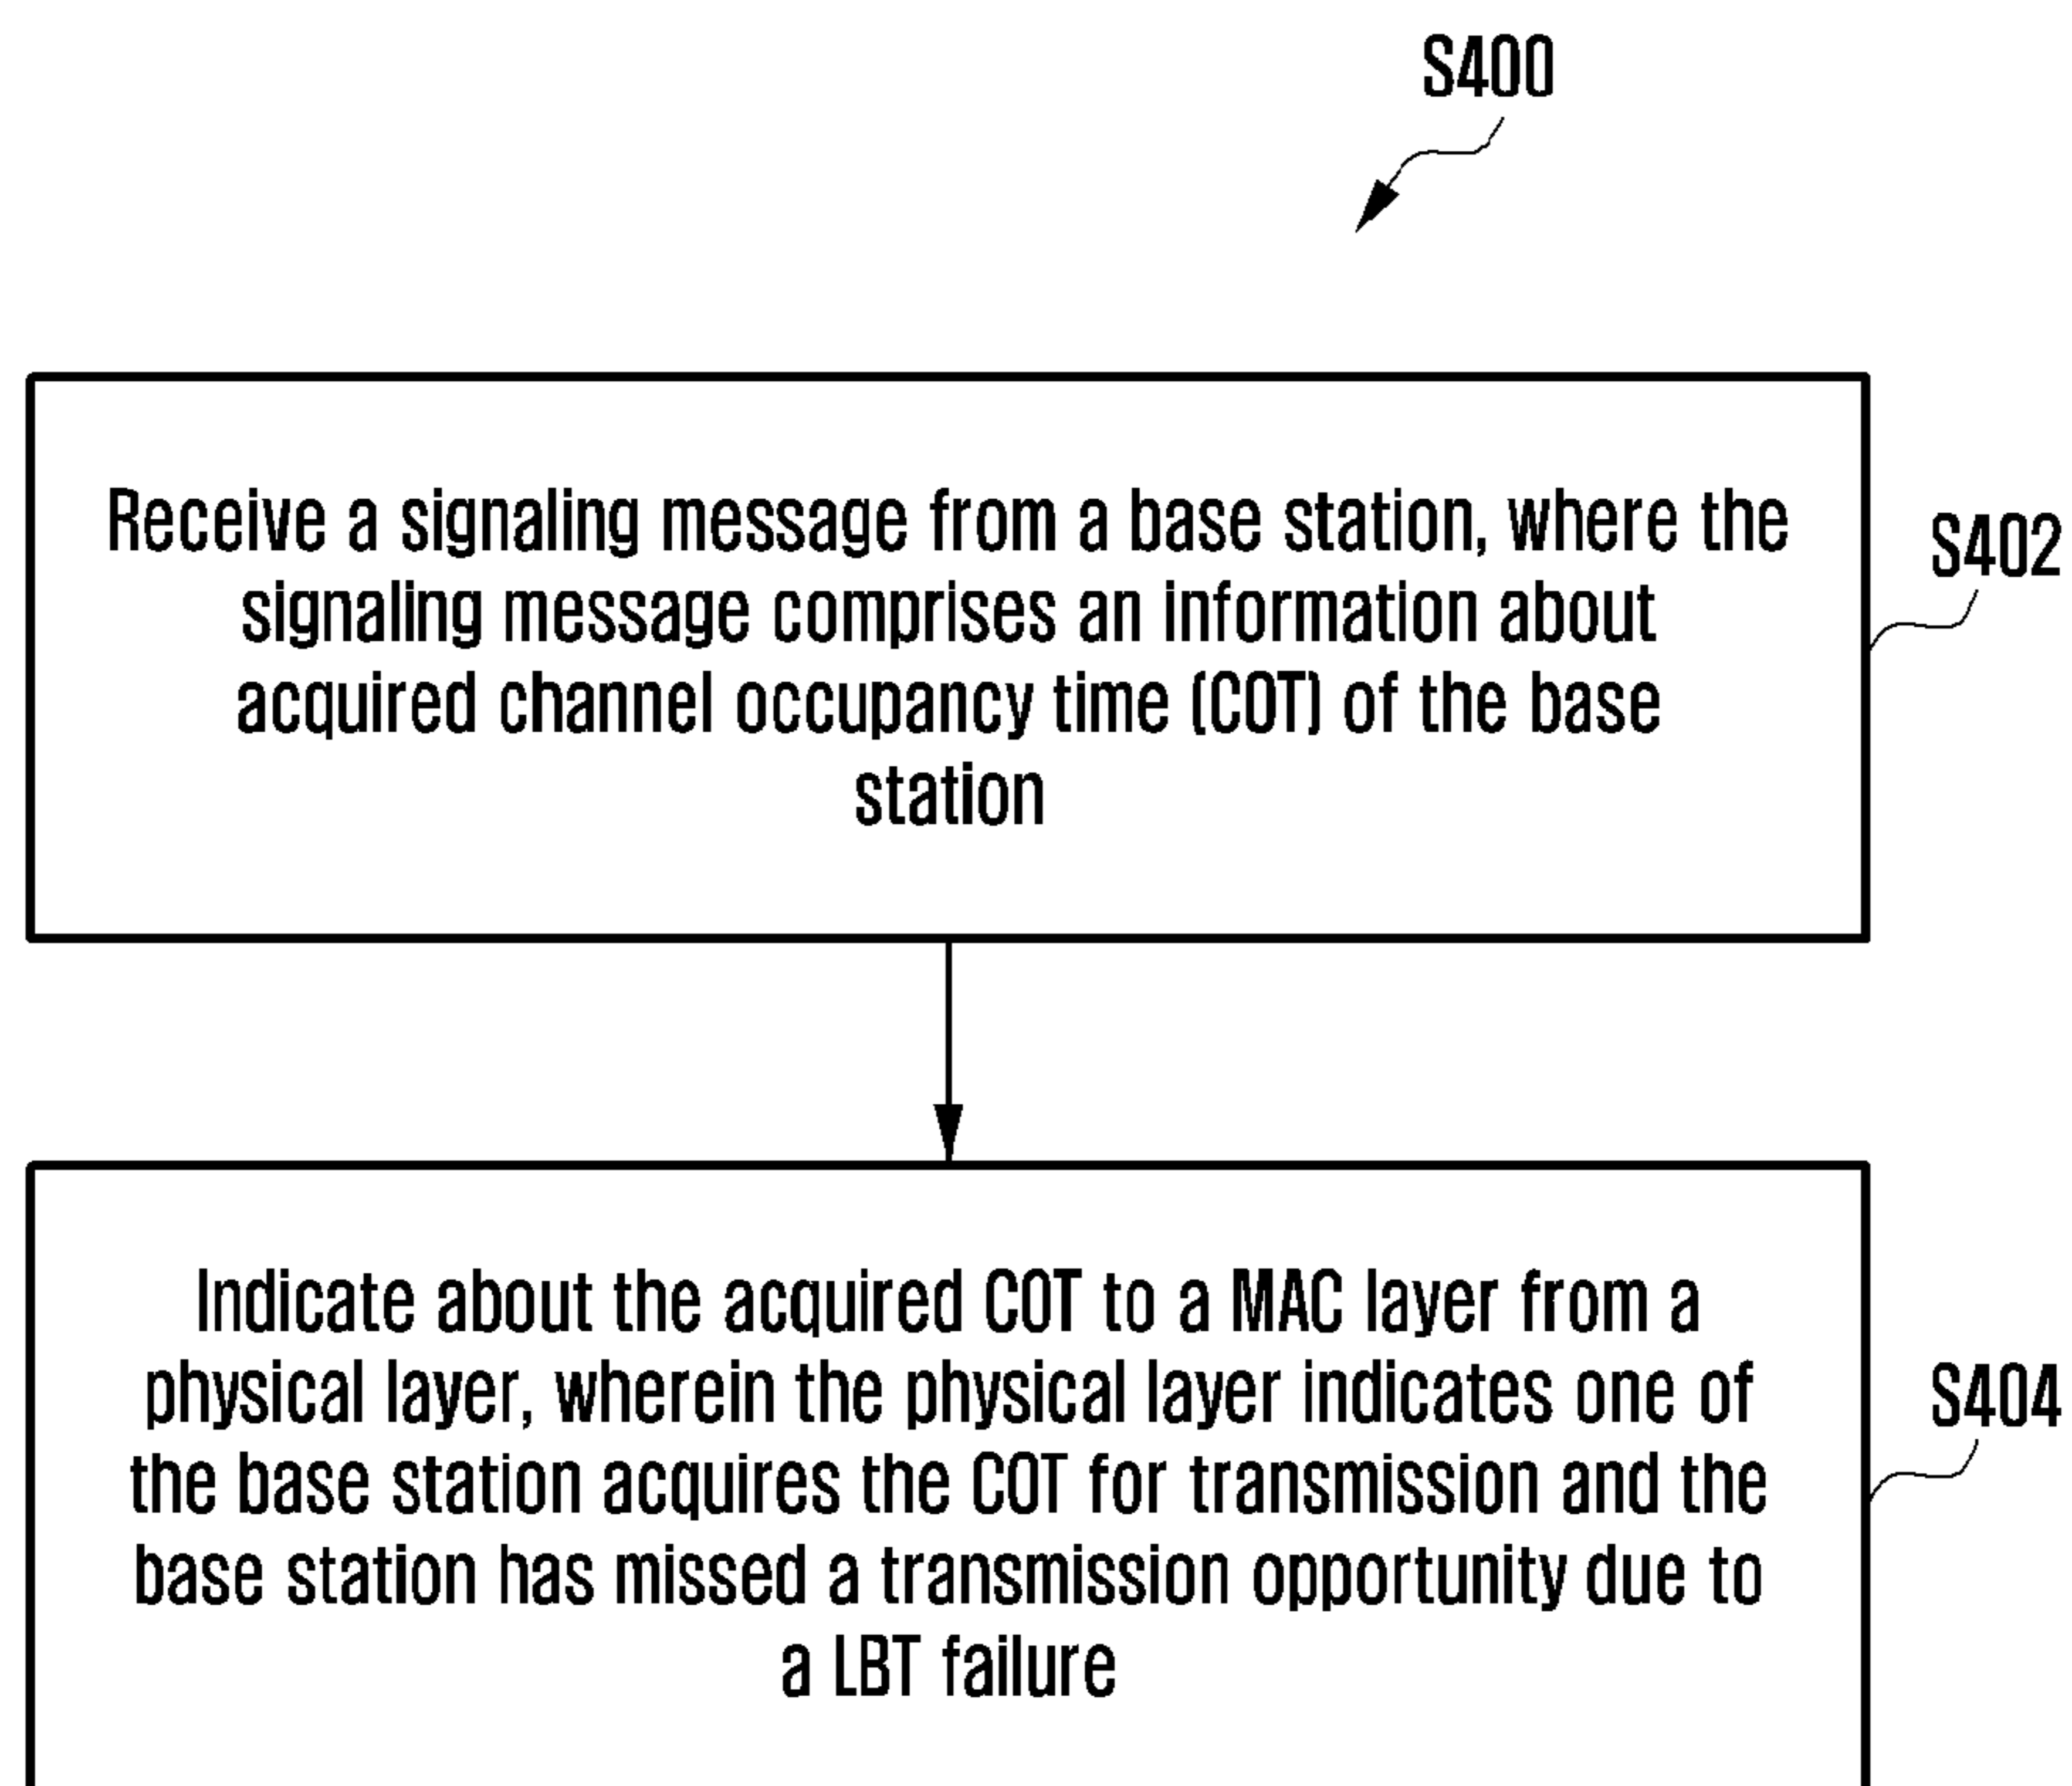 S400
Receive a signaling message from a base station, where the
signaling message comprises an information about
acquired channel occupancy time (COT) of the base
station
S402
Indicate about the acquired COT to a MAC layer from a
physical layer, wherein the physical layer indicates one of
the base station acquires the COT for transmission and the
base station has missed a transmission opportunity due to
a LBT failure
S404